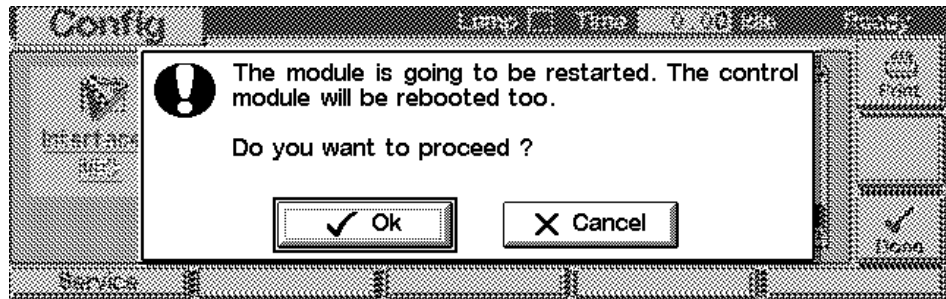 Config
Lamp Time Ready
The module is going to be restarted. The control
module will be rebooted too.
Print
Interface
Do you want to proceed ?
Ok
Cancel
Done
Service